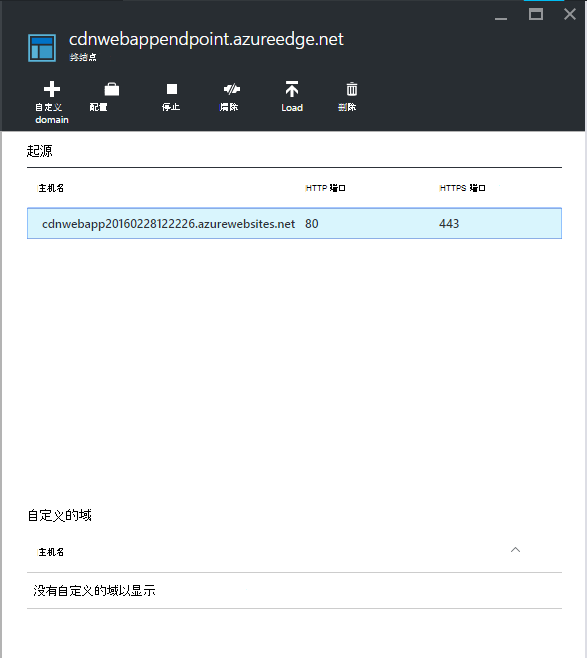 cdnwebappendpoint.azureedge.net
终结点
自定义 配置 停止 清除 Load 删除
domain
起源
主机名 HTTP 端口 HTTPS 端口
cdnwebapp20160228122226.azurewebsites.net 80 443
自定义的域
主机名
没有自定义的域以显示